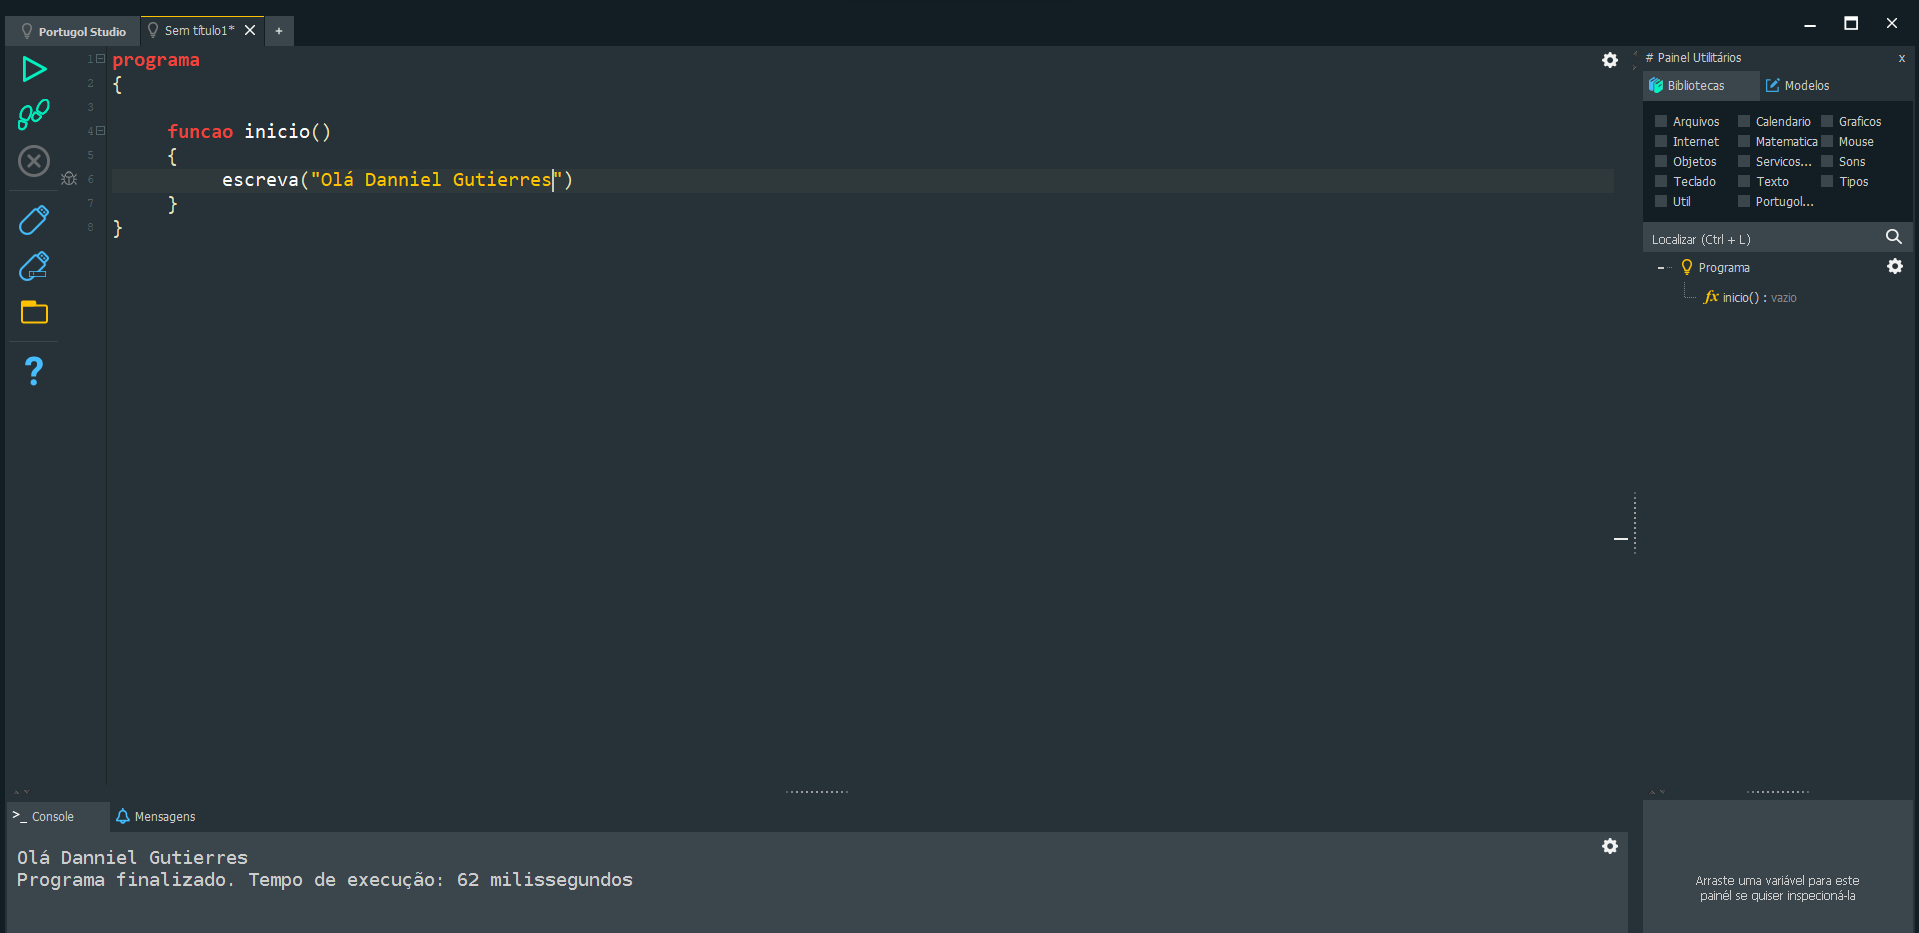 Portugol Studio
Sem título1*
+
1 programa
2 {
3
4 funcao inicio()
5 {
6 escreva("Olá Danniel Gutierres")
7 }
8 }
# Painel Utilitários x
Bibliotecas Modelos
Arquivos Calendario Graficos
Internet Matematica Mouse
Objetos Servicos... Sons
Teclado Texto Tipos
Util Portugol...
Localizar (Ctrl + L)
Programa
fx inicio() : vazio
?
>_ Console Mensagens
Olá Danniel Gutierres
Programa finalizado. Tempo de execução: 62 milissegundos
Arraste uma variável para este
painél se quiser inspecioná-la